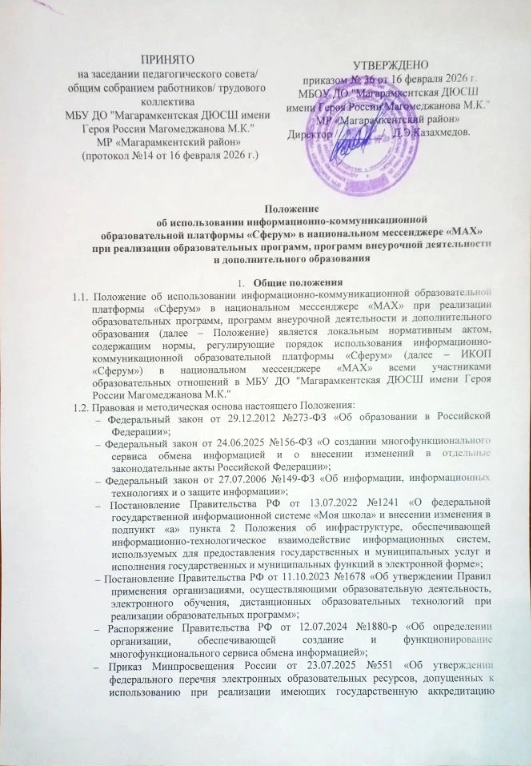 ПРИНЯТО
на заседании педагогического совета/
общим собранием работников/ трудового
коллектива
МБУ ДО "Магарамкентская ДЮСШ имени
Героя России Магомеджанова М.К."
МР «Магарамкентский район»
(протокол №14 от 16 февраля 2026 г.)
УТВЕРЖДЕНО
приказом № 36 от 16 февраля 2026 г.
МБОУ ДО "Магарамкентская ДЮСШ
имени Героя России Магомеджанова М.К."
МР «Магарамкентский район»
Директор Л.Э.Казахмедов.
Положение
об использовании информационно-коммуникационной
образовательной платформы «Сферум» в национальном мессенджере «МАХ»
при реализации образовательных программ, программ внеурочной деятельности
и дополнительного образования
1. Общие положения
1.1. Положение об использовании информационно-коммуникационной образовательной
платформы «Сферум» в национальном мессенджере «МАХ» при реализации
образовательных программ, программ внеурочной деятельности и дополнительного
образования (далее – Положение) является локальным нормативным актом,
содержащим нормы, регулирующие порядок использования информационно-
коммуникационной образовательной платформы «Сферум» (далее – ИКОП
«Сферум») в национальном мессенджере «МАХ» всеми участниками
образовательных отношений в МБУ ДО "Магарамкентская ДЮСШ имени Героя
России Магомеджанова М.К."
1.2. Правовая и методическая основа настоящего Положения:
– Федеральный закон от 29.12.2012 №273-ФЗ «Об образовании в Российской
Федерации»;
– Федеральный закон от 24.06.2025 №156-ФЗ «О создании многофункционального
сервиса обмена информацией и о внесении изменений в отдельные
законодательные акты Российской Федерации»;
– Федеральный закон от 27.07.2006 №149-ФЗ «Об информации, информационных
технологиях и о защите информации»;
– Постановление Правительства РФ от 13.07.2022 №1241 «О федеральной
государственной информационной системе «Моя школа» и внесении изменения в
подпункт «а» пункта 2 Положения об инфраструктуре, обеспечивающей
информационно-технологическое взаимодействие информационных систем,
используемых для предоставления государственных и муниципальных услуг и
исполнения государственных и муниципальных функций в электронной форме»;
– Постановление Правительства РФ от 11.10.2023 №1678 «Об утверждении Правил
применения организациями, осуществляющими образовательную деятельность,
электронного обучения, дистанционных образовательных технологий при
реализации образовательных программ»;
– Распоряжение Правительства РФ от 12.07.2024 №1880-р «Об определении
организации, обеспечивающей создание и функционирование
многофункционального сервиса обмена информацией»;
– Приказ Минпросвещения России от 23.07.2025 №551 «Об утверждении
федерального перечня электронных образовательных ресурсов, допущенных к
использованию при реализации имеющих государственную аккредитацию